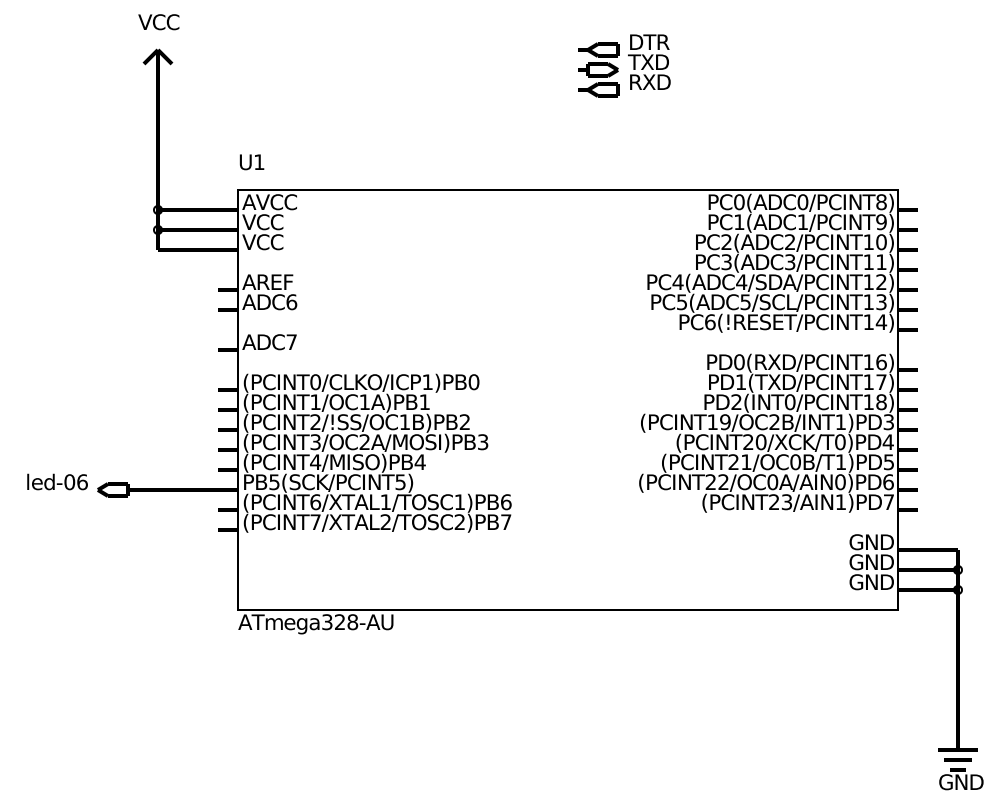 VCC
DTR
TXD
RXD
U1
AVCC
VCC
VCC
AREF
ADC6
ADC7
(PCINT0/CLKO/ICP1)PB0
(PCINT1/OC1A)PB1
(PCINT2/!SS/OC1B)PB2
(PCINT3/OC2A/MOSI)PB3
(PCINT4/MISO)PB4
led-06
PB5(SCK/PCINT5)
(PCINT6/XTAL1/TOSC1)PB6
(PCINT7/XTAL2/TOSC2)PB7
PC0(ADC0/PCINT8)
PC1(ADC1/PCINT9)
PC2(ADC2/PCINT10)
PC3(ADC3/PCINT11)
PC4(ADC4/SDA/PCINT12)
PC5(ADC5/SCL/PCINT13)
PC6(!RESET/PCINT14)
PD0(RXD/PCINT16)
PD1(TXD/PCINT17)
PD2(INT0/PCINT18)
(PCINT19/OC2B/INT1)PD3
(PCINT20/XCK/T0)PD4
(PCINT21/OC0B/T1)PD5
(PCINT22/OC0A/AIN0)PD6
(PCINT23/AIN1)PD7
GND
GND
GND
ATmega328-AU
GND